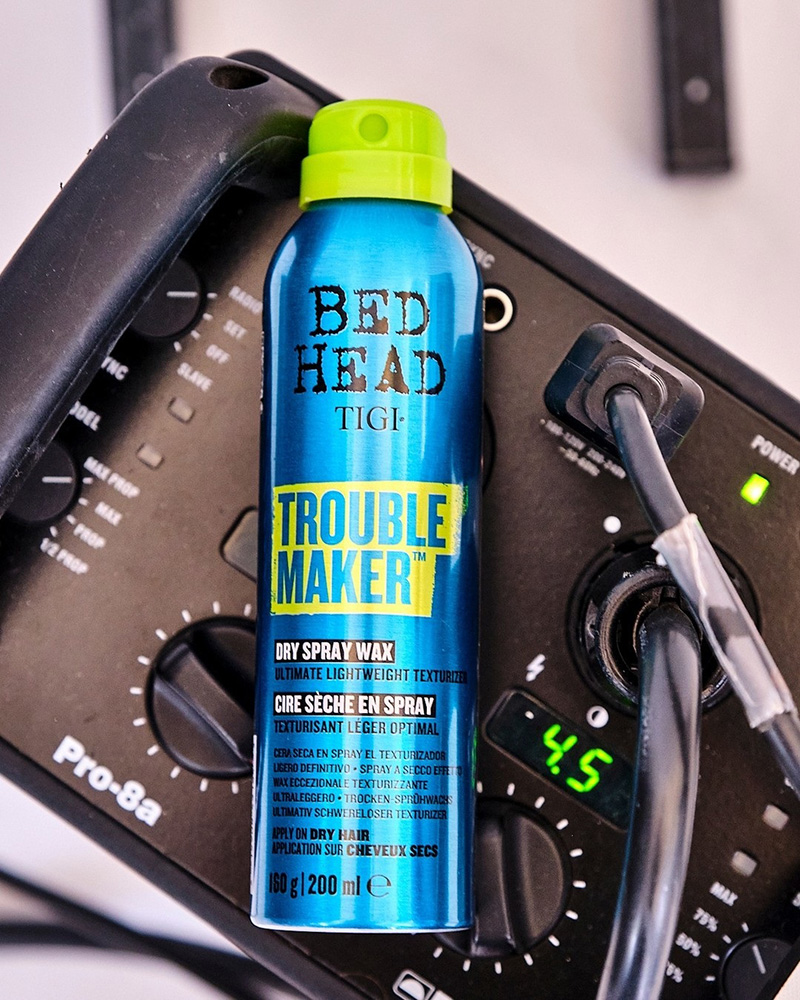 BED
HEAD
TIGI
TROUBLE
MAKER™
DRY SPRAY WAX
ULTIMATE LIGHTWEIGHT TEXTURIZER
CIRE SÈCHE EN SPRAY
TEXTURISANT LÉGER OPTIMAL
CERA SECA EN SPRAY EL TEXTURIZADOR
LIGERO DEFINITIVO • SPRAY A SECCO EFFETTO
WAX ECCEZIONALE TEXTURIZZANTE
ULTRALEGGERO • TROCKEN-SPRÜHWACHS
ULTIMATIV SCHWERELOSER TEXTURIZER
APPLY ON DRY HAIR
APPLICATION SUR CHEVEUX SECS
160 g | 200 ml ℮
SET
OFF
SLAVE
MAX PROP
MAX
PROP
1/2 PROP
Pro-8a
POWER
4.5
MAX
75%
50%